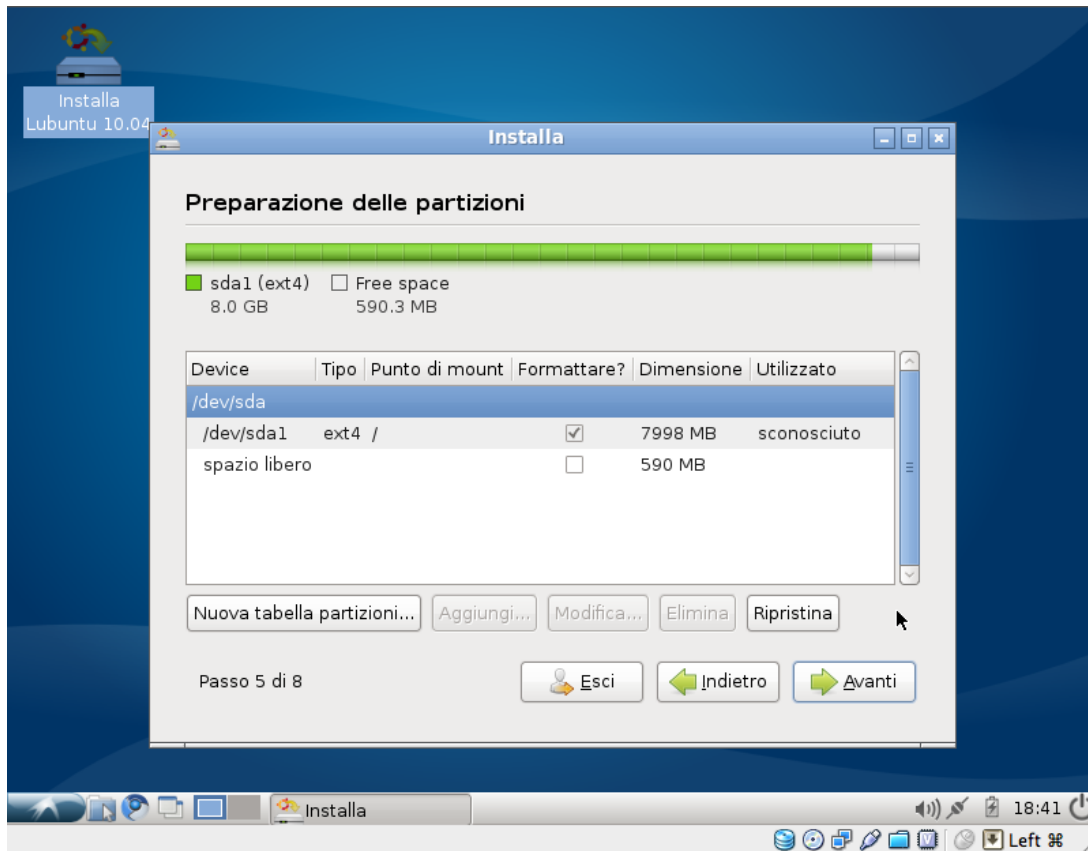 Installa
Lubuntu 10.04
Installa
Preparazione delle partizioni
sda1 (ext4) Free space
8.0 GB 590.3 MB
Device Tipo Punto di mount Formattare? Dimensione Utilizzato
/dev/sda
/dev/sda1 ext4 / 7998 MB sconosciuto
spazio libero 590 MB
Nuova tabella partizioni... Aggiungi... Modifica... Elimina Ripristina
Passo 5 di 8 Esci Indietro Avanti
Installa 18:41
Left ⌘